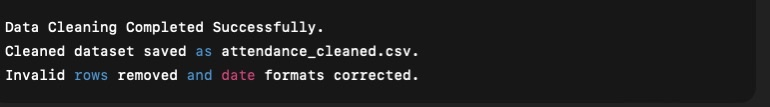 Data Cleaning Completed Successfully.
Cleaned dataset saved as attendance_cleaned.csv.
Invalid rows removed and date formats corrected.